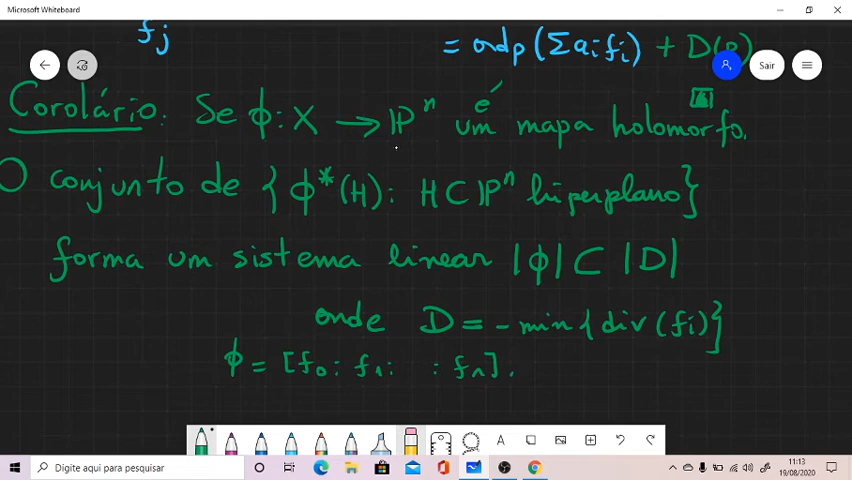 Microsoft Whiteboard
fj
= ordp (Σ aifi) + D(p)
Sair
Corolário. Se ϕ: X → ℙⁿ é um mapa holomorfo.
O conjunto de {ϕ*(H): H ⊂ ℙⁿ hiperplano}
forma um sistema linear |ϕ| ⊂ |D|
onde D = - min {div (fi)}
ϕ = [f0: f1: : fn].
Digite aqui para pesquisar
11:13
19/08/2020